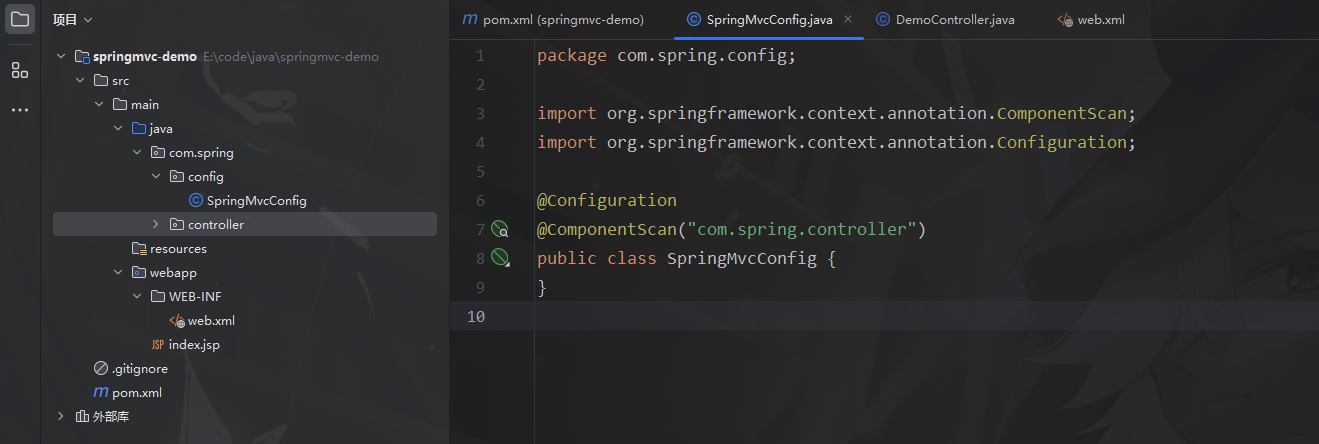 项目
springmvc-demo E:\code\java\springmvc-demo
src
main
java
com.spring
config
SpringMvcConfig
controller
resources
webapp
WEB-INF
web.xml
JSP index.jsp
.gitignore
m pom.xml
外部库
m pom.xml (springmvc-demo) © SpringMvcConfig.java × © DemoController.java web.xml
1 package com.spring.config;
2
3 import org.springframework.context.annotation.ComponentScan;
4 import org.springframework.context.annotation.Configuration;
5
6 @Configuration
7 @ComponentScan("com.spring.controller")
8 public class SpringMvcConfig {
9 }
10